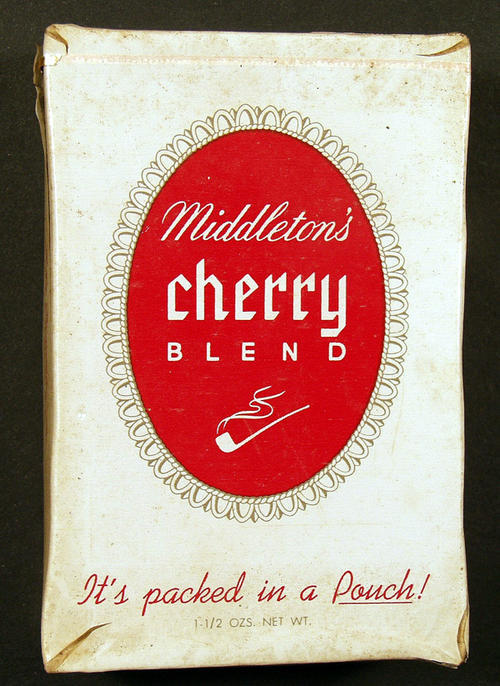 Middleton's
cherry
BLEND
It's packed in a Pouch!
1-1/2 OZS. NET WT.